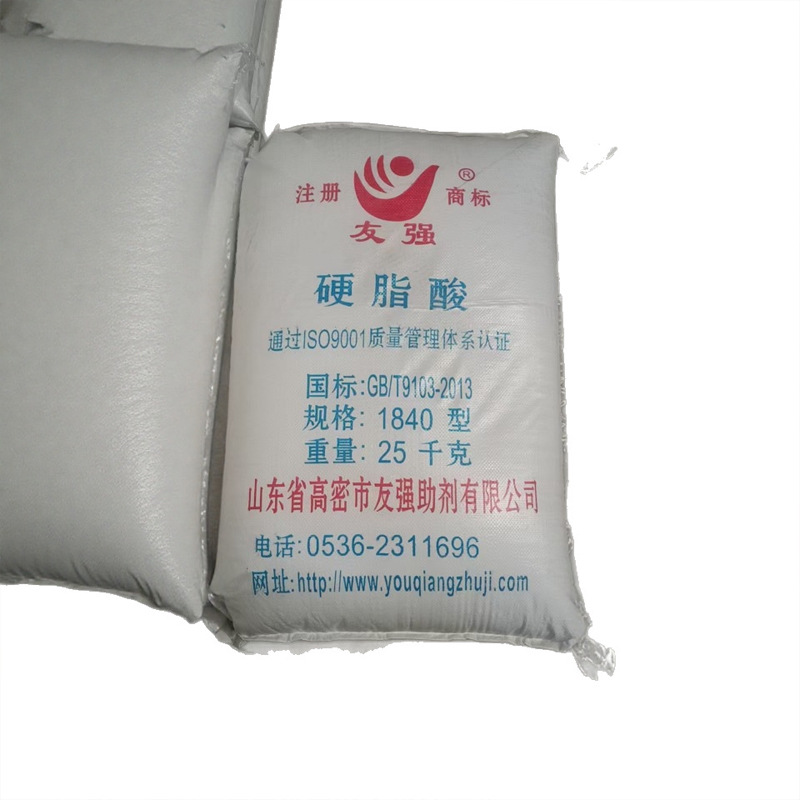 注册 ® 商标
友强
硬脂酸
通过ISO9001质量管理体系认证
国标:GB/T9103-2013
规格: 1840 型
重量: 25 千克
山东省高密市友强助剂有限公司
电话: 0536-2311696
网址: http://www.youqiangzhuji.com